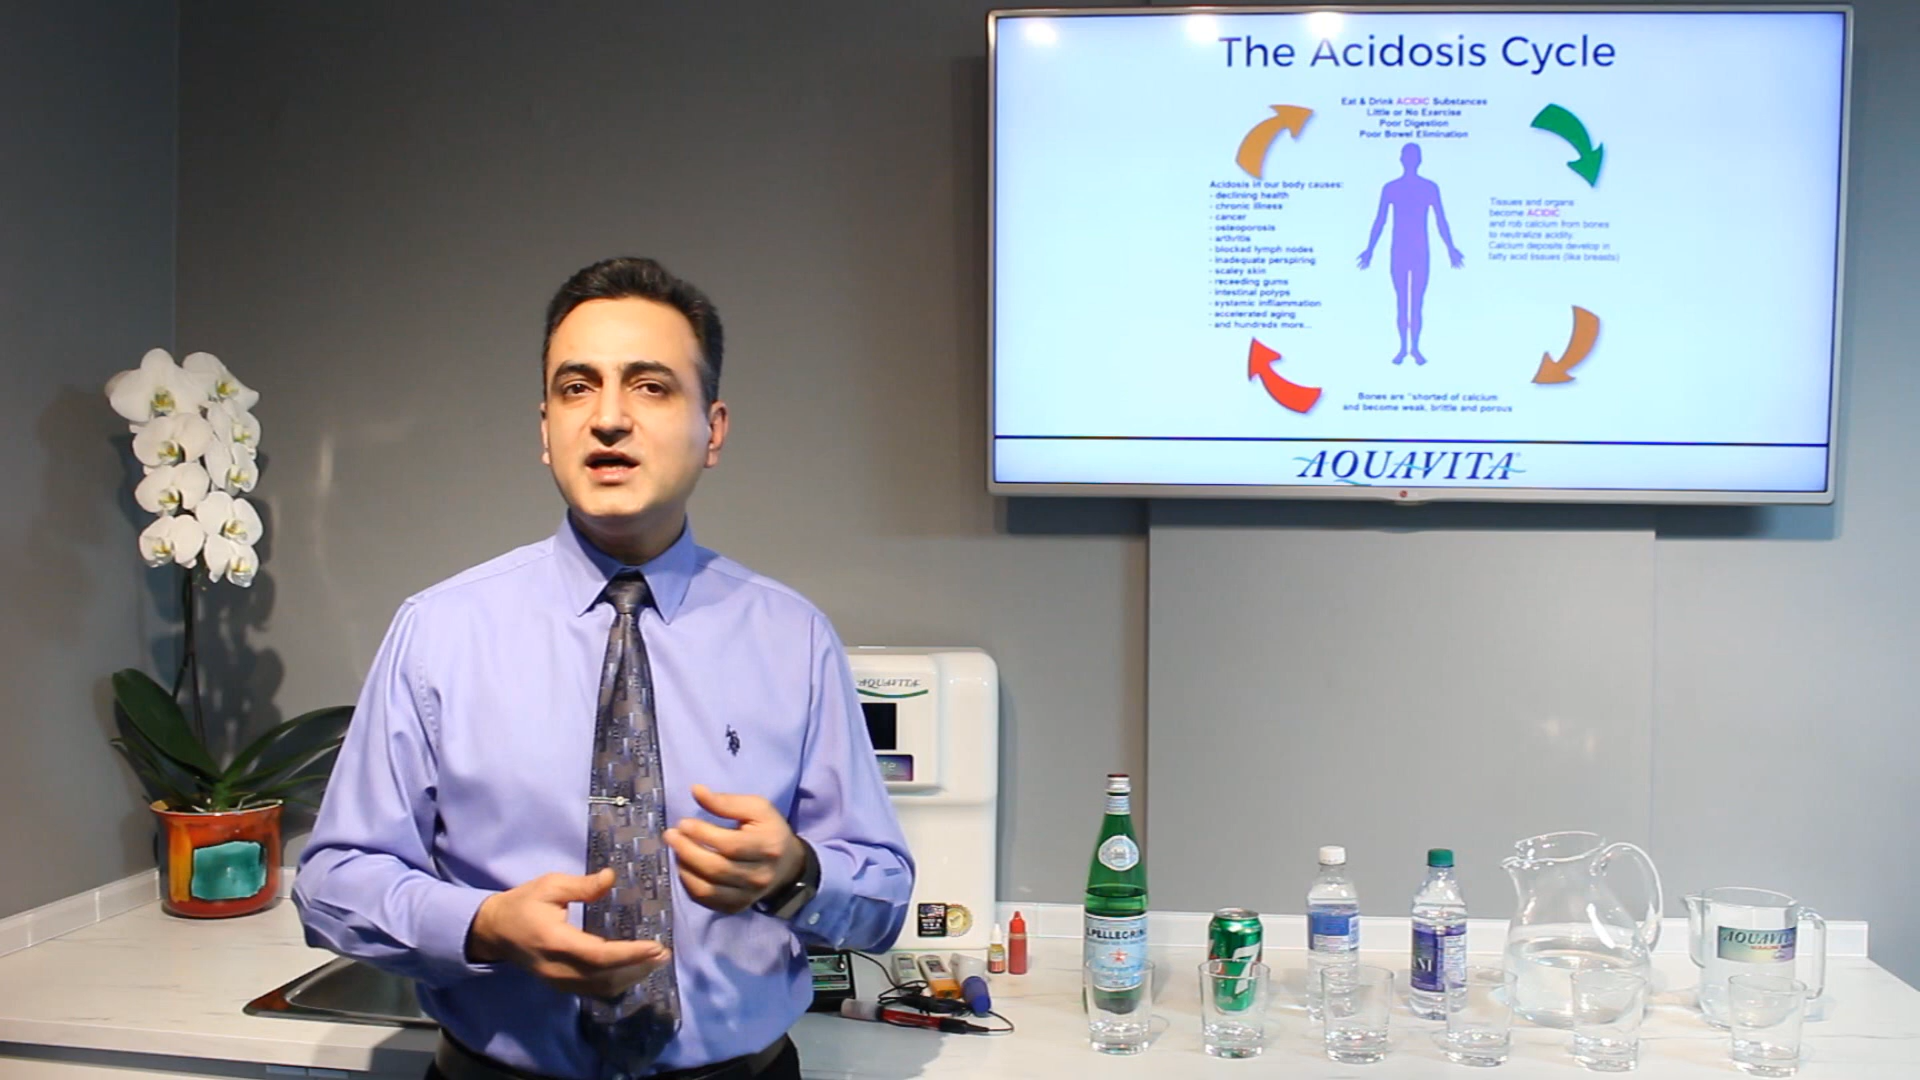 The Acidosis Cycle
Eat & Drink ACIDIC Substances
Little or No Exercise
Poor Digestion
Poor Bowel Elimination
Acidosis in our body causes:
- declining health
- chronic illness
- cancer
- osteoporosis
- arthritis
- blocked lymph nodes
- inadequate perspiring
- scaley skin
- receeding gums
- intestinal polyps
- systemic inflammation
- accelerated aging
- and hundreds more...
Tissues and organs
become ACIDIC
and rob calcium from bones
to neutralize acidity.
Calcium deposits develop in
fatty acid tissues (like breasts)
Bones are "shorted of calcium
and become weak, brittle and porous
AQUAVITA
AQUAVITA
S.PELLEGRINO
7
AQUAVITA